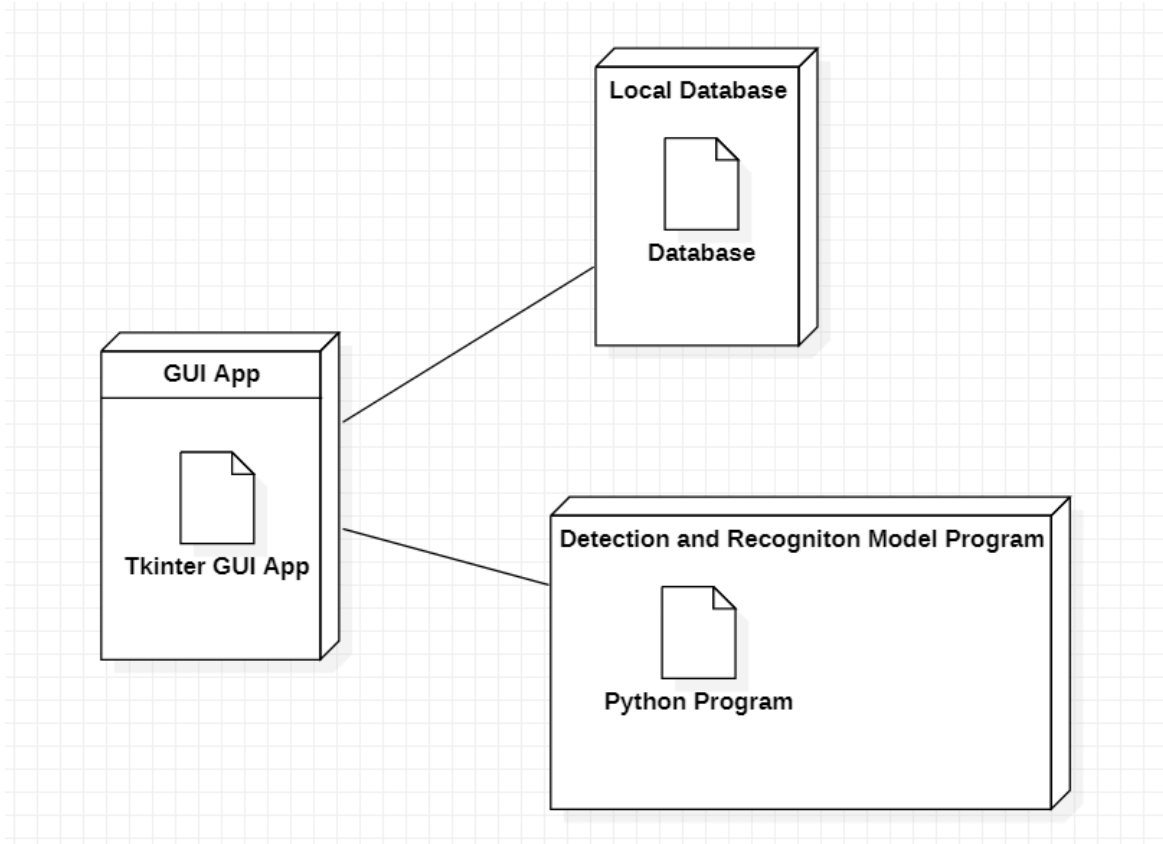 Local Database
Database
GUI App
Tkinter GUI App
Detection and Recogniton Model Program
Python Program